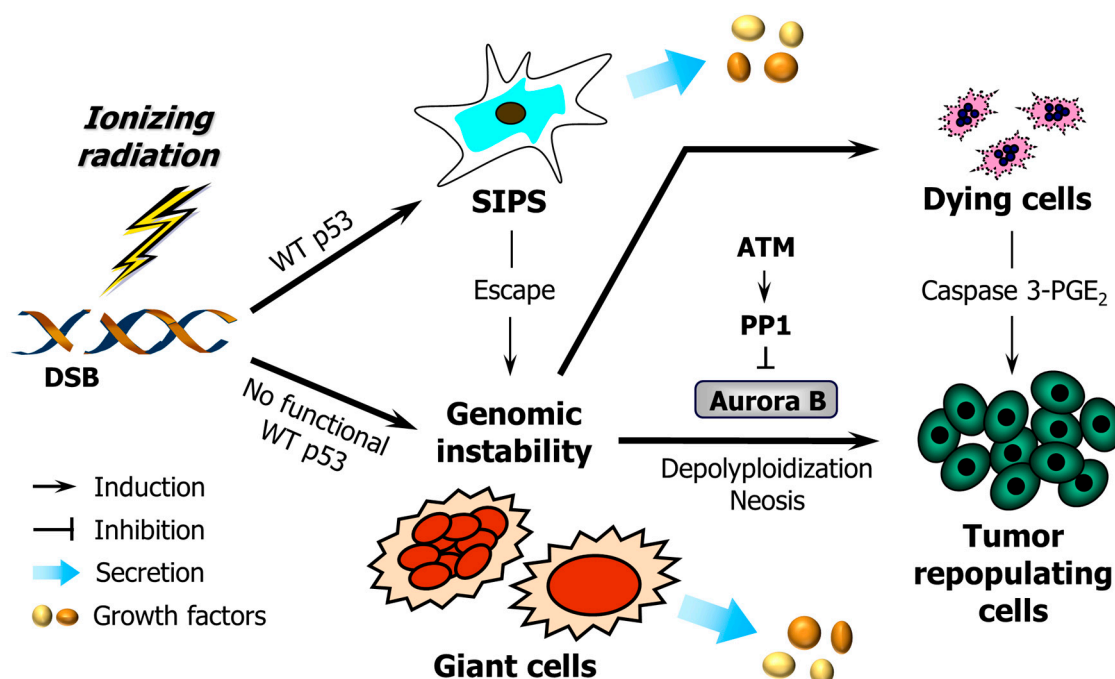 Ionizing
radiation
DSB
WT p53
No functional
WT p53
SIPS
Escape
Genomic
instability
Giant cells
ATM
PP1
Aurora B
Depolyploidization
Neosis
Dying cells
Caspase 3-PGE₂
Tumor
repopulating
cells
Induction
Inhibition
Secretion
Growth factors